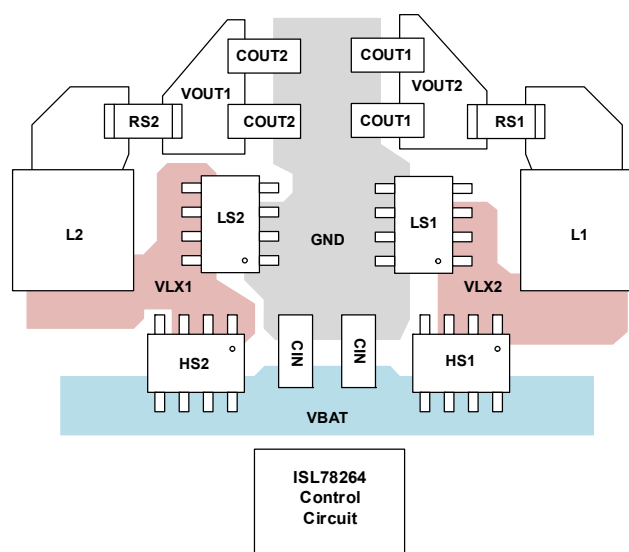 COUT2
COUT1
VOUT1
VOUT2
RS2
COUT2
COUT1
RS1
LS2
LS1
L2
GND
L1
VLX1
VLX2
HS2
CIN
CIN
HS1
VBAT
ISL78264
Control
Circuit